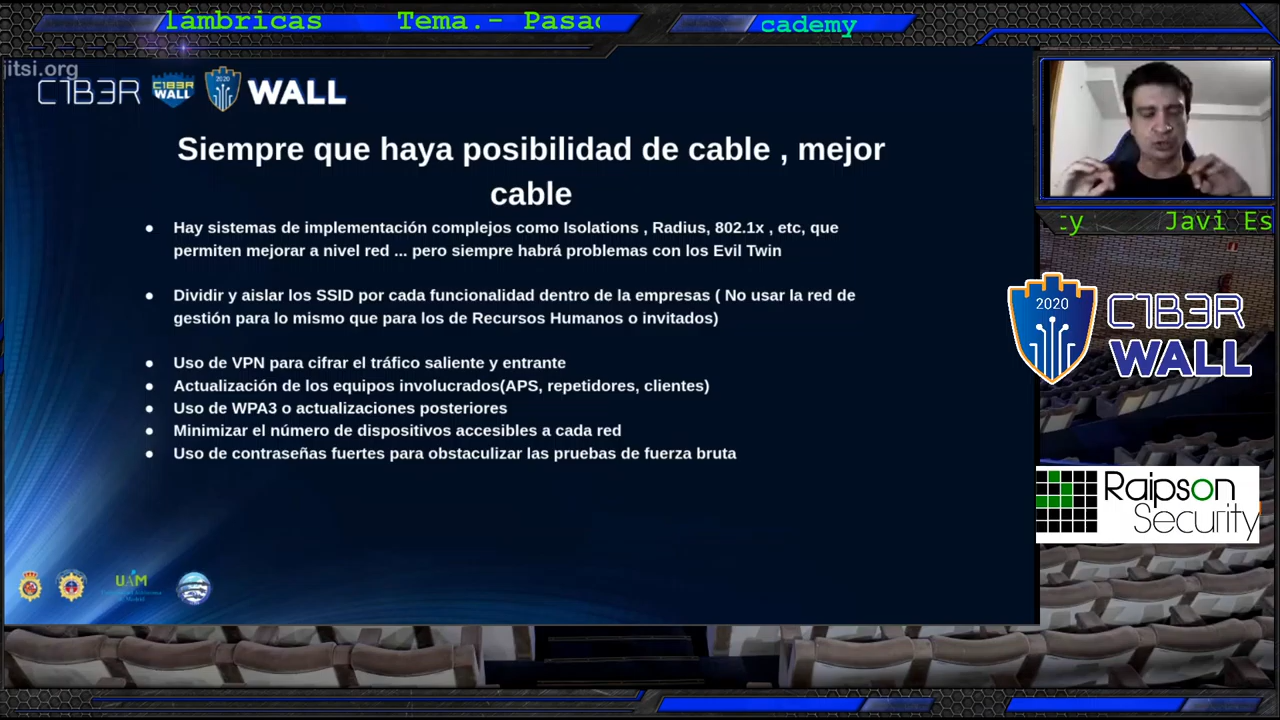 lámbricas Tema.- Pasad
cademy
jitsi.org
C1B3R
C1B3R
WALL
2020
WALL
Siempre que haya posibilidad de cable , mejor
cable
● Hay sistemas de implementación complejos como Isolations , Radius, 802.1x , etc, que
permiten mejorar a nivel red ... pero siempre habrá problemas con los Evil Twin
● Dividir y aislar los SSID por cada funcionalidad dentro de la empresas ( No usar la red de
gestión para lo mismo que para los de Recursos Humanos o invitados)
● Uso de VPN para cifrar el tráfico saliente y entrante
● Actualización de los equipos involucrados(APS, repetidores, clientes)
● Uso de WPA3 o actualizaciones posteriores
● Minimizar el número de dispositivos accesibles a cada red
● Uso de contraseñas fuertes para obstaculizar las pruebas de fuerza bruta
ty Javi Es
2020
C1B3R
WALL
Raipson
Security
UAM